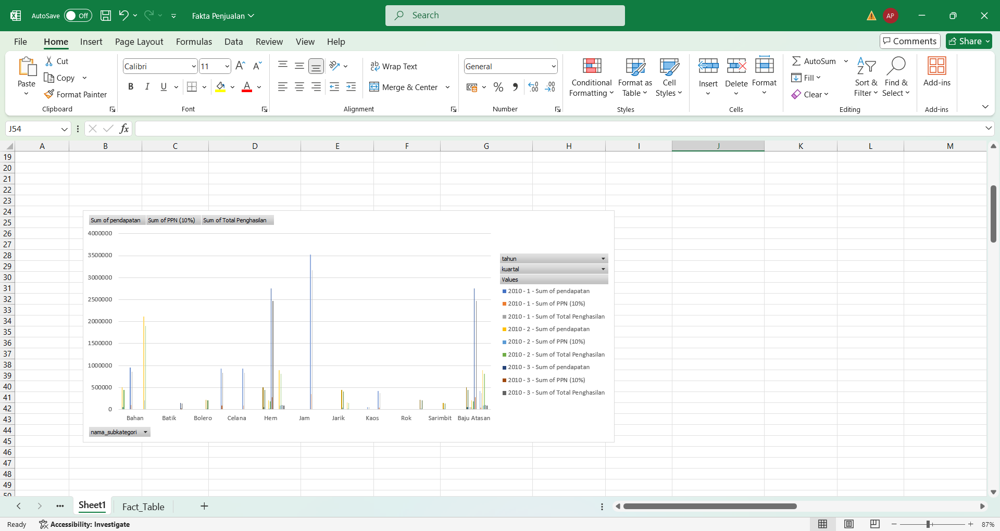 AutoSave Off Fakta Penjualan Search AP
File Home Insert Page Layout Formulas Data Review View Help Comments Share
Paste Cut Copy Format Painter Clipboard
Calibri 11 B I U A Font
Wrap Text Merge & Center Alignment
General % Number
Conditional Formatting Format as Table Cell Styles Styles
Insert Delete Format Cells
AutoSum Fill Clear Sort & Filter Find & Select Editing
Add-ins Add-ins
J54 fx
A B C D E F G H I J K L M
19
20
21
22
23
24
25
26
27
28
29
30
31
32
33
34
35
36
37
38
39
40
41
42
43
44
45
46
47
48
49
50
Sum of pendapatan Sum of PPN (10%) Sum of Total Penghasilan
4000000
3500000
3000000
2500000
2000000
1500000
1000000
500000
0
Bahan Batik Bolero Celana Hem Jam Jarik Kaos Rok Sarimbit Baju Atasan
nama_subkategori
tahun
kuartal
Values
2010 - 1 - Sum of pendapatan
2010 - 1 - Sum of PPN (10%)
2010 - 1 - Sum of Total Penghasilan
2010 - 2 - Sum of pendapatan
2010 - 2 - Sum of PPN (10%)
2010 - 2 - Sum of Total Penghasilan
2010 - 3 - Sum of pendapatan
2010 - 3 - Sum of PPN (10%)
2010 - 3 - Sum of Total Penghasilan
Sheet1 Fact_Table
Ready Accessibility: Investigate 87%